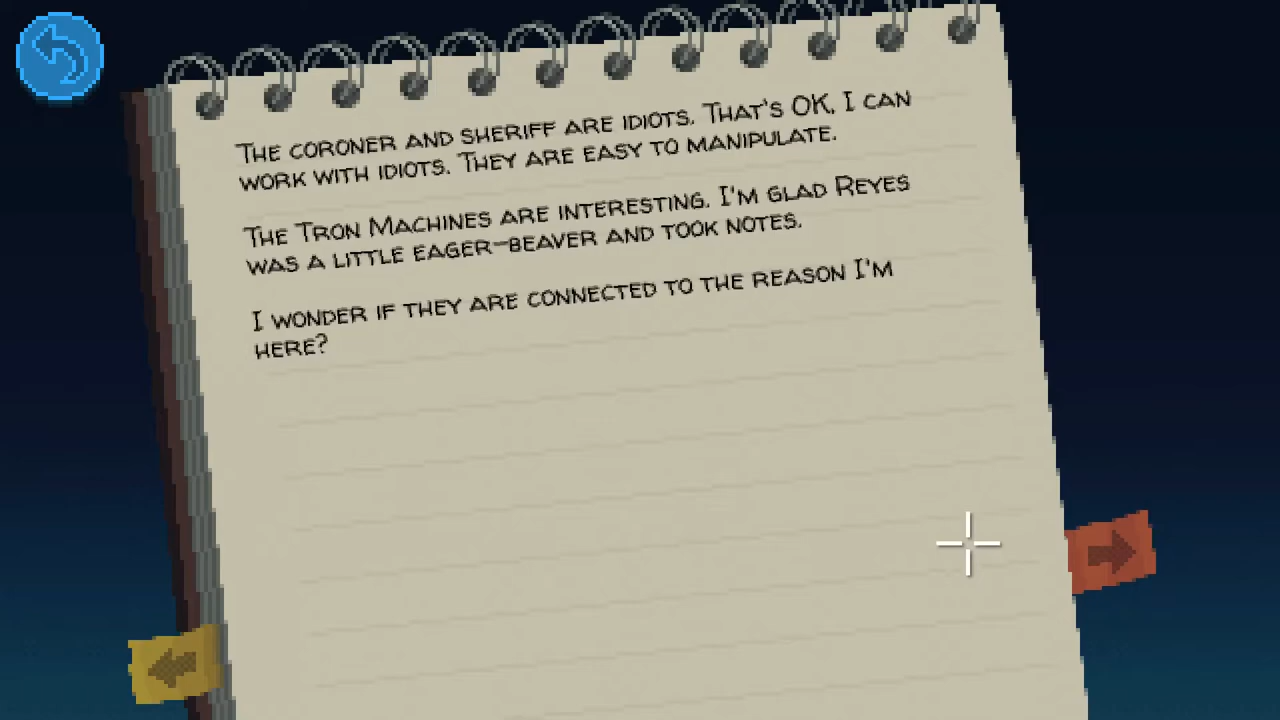 The coroner and sheriff are idiots. That's OK, I can
work with idiots. They are easy to manipulate.
The Tron Machines are interesting. I'm glad Reyes
was a little eager-beaver and took notes.
I wonder if they are connected to the reason I'm
here?